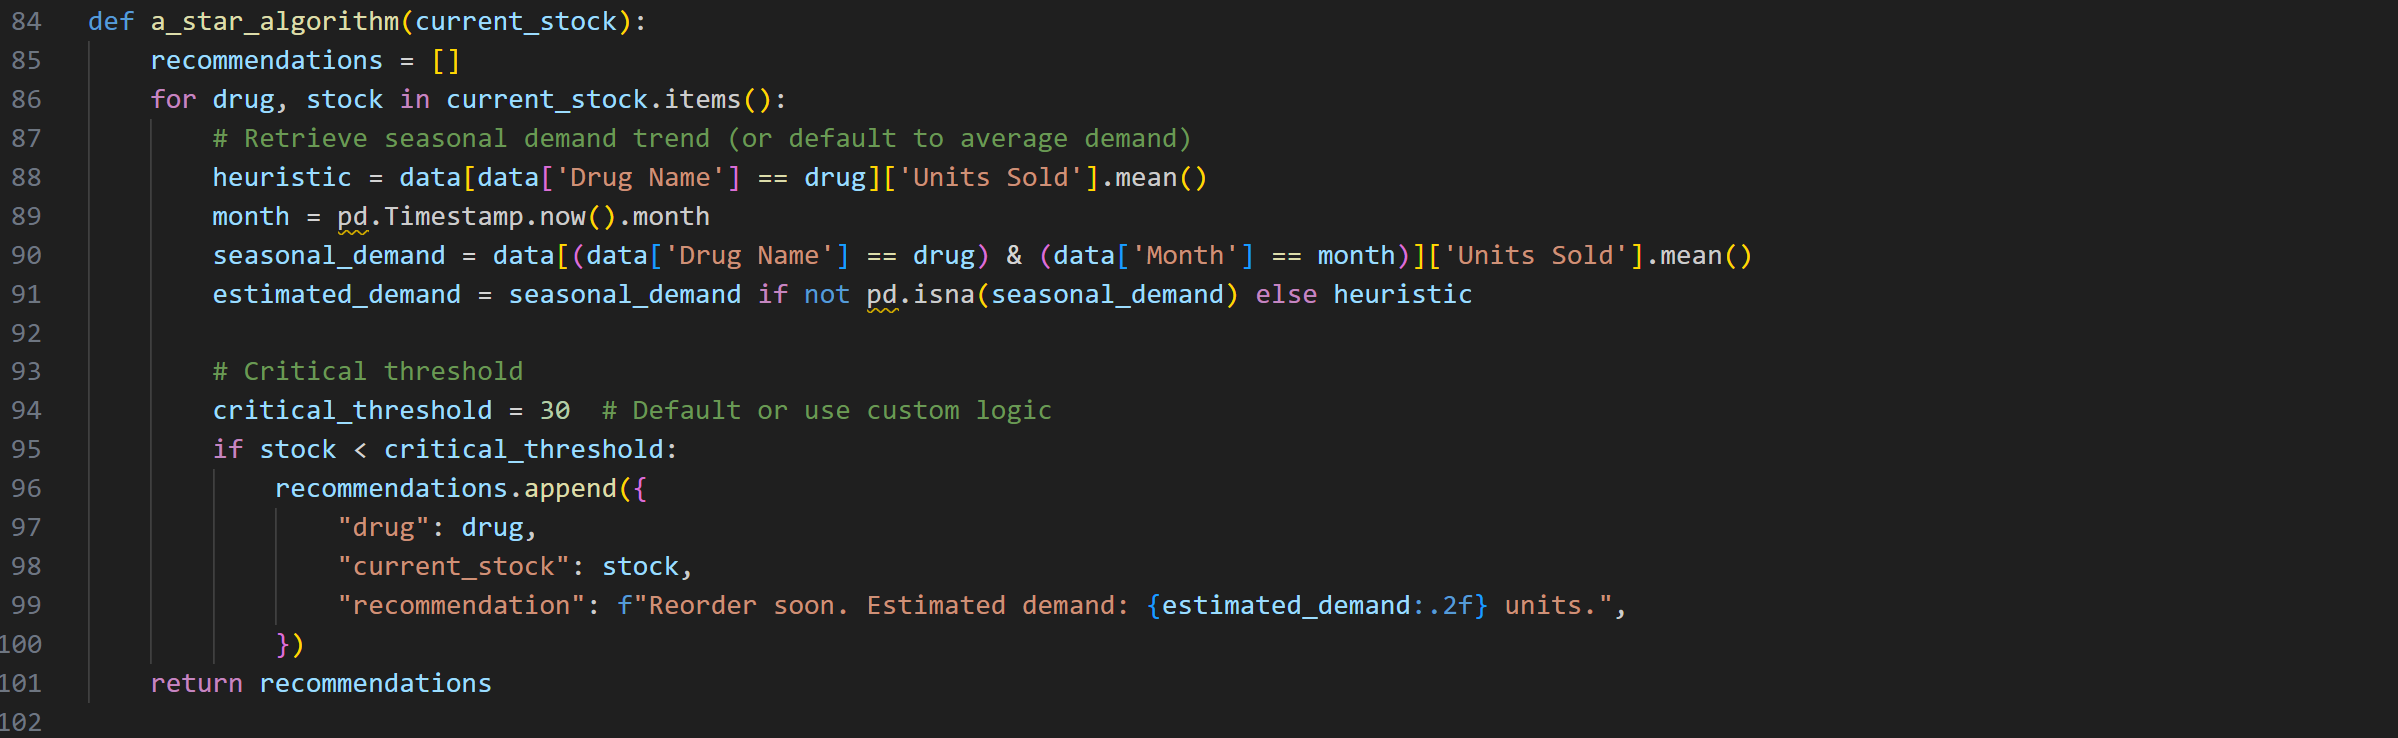 84 def a_star_algorithm(current_stock):
85     recommendations = []
86     for drug, stock in current_stock.items():
87         # Retrieve seasonal demand trend (or default to average demand)
88         heuristic = data[data['Drug Name'] == drug]['Units Sold'].mean()
89         month = pd.Timestamp.now().month
90         seasonal_demand = data[(data['Drug Name'] == drug) & (data['Month'] == month)]['Units Sold'].mean()
91         estimated_demand = seasonal_demand if not pd.isna(seasonal_demand) else heuristic
92
93         # Critical threshold
94         critical_threshold = 30  # Default or use custom logic
95         if stock < critical_threshold:
96             recommendations.append({
97                 "drug": drug,
98                 "current_stock": stock,
99                 "recommendation": f"Reorder soon. Estimated demand: {estimated_demand:.2f} units.",
100             })
101     return recommendations
102